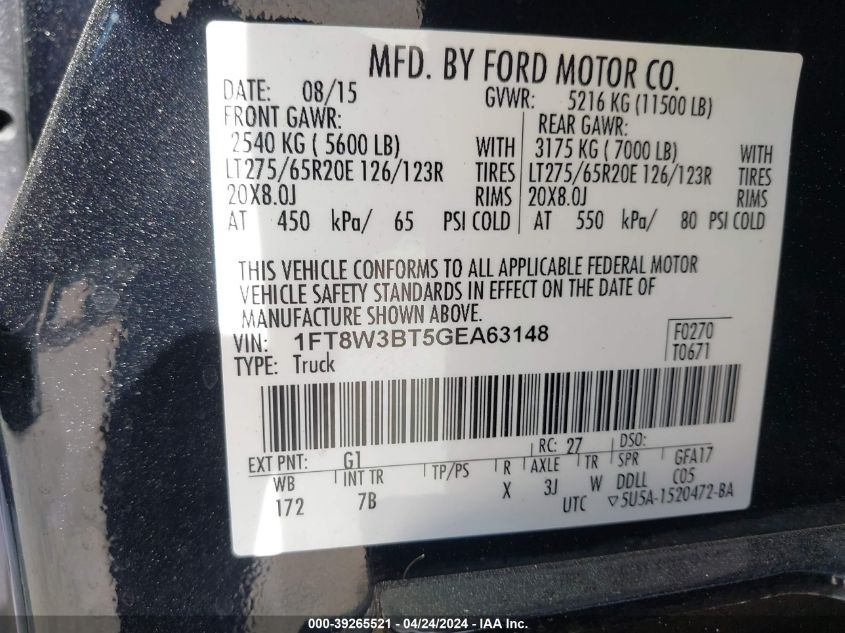 MFD. BY FORD MOTOR CO.
DATE: 08/15 GVWR: 5216 KG (11500 LB)
FRONT GAWR: REAR GAWR:
2540 KG ( 5600 LB) WITH 3175 KG ( 7000 LB) WITH
LT275/65R20E 126/123R TIRES LT275/65R20E 126/123R TIRES
20X8.0J RIMS 20X8.0J RIMS
AT 450 kPa/ 65 PSI COLD AT 550 kPa/ 80 PSI COLD
THIS VEHICLE CONFORMS TO ALL APPLICABLE FEDERAL MOTOR
VEHICLE SAFETY STANDARDS IN EFFECT ON THE DATE OF
MANUFACTURE SHOWN ABOVE.
VIN: 1FT8W3BT5GEA63148 F0270
TYPE: Truck T0671
EXT PNT: G1 RC: 27 DSO:
WB INT TR TP/PS R AXLE TR SPR GFA17
172 7B X 3J W DDLL C05
UTC ▽5U5A-1520472-BA
000-39265521 - 04/24/2024 - IAA Inc.